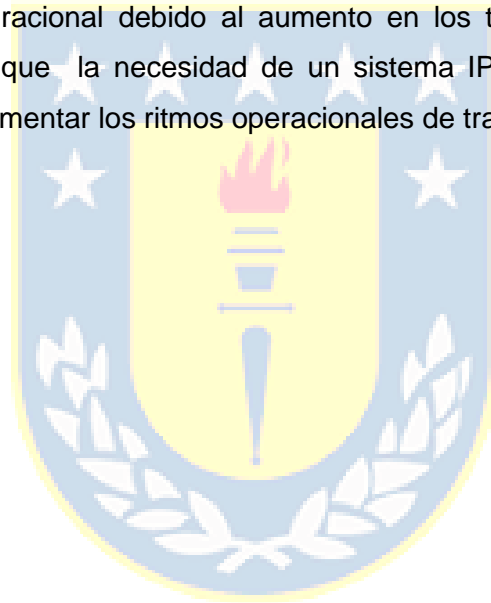 racional debido al aumento en los t
que la necesidad de un sistema IP
mentar los ritmos operacionales de tra